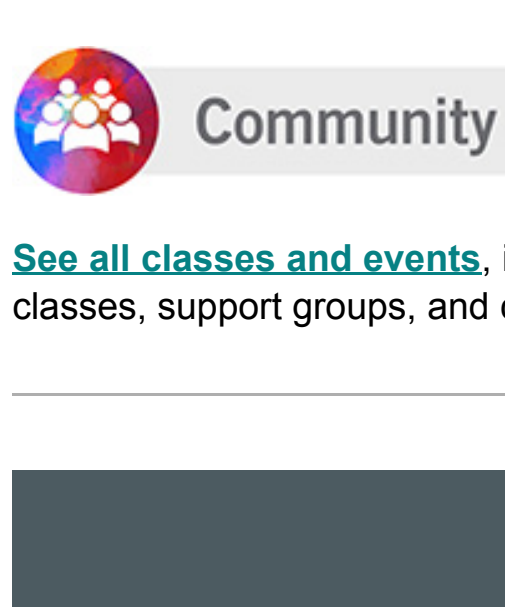 Community
See all classes and events,
classes, support groups, and